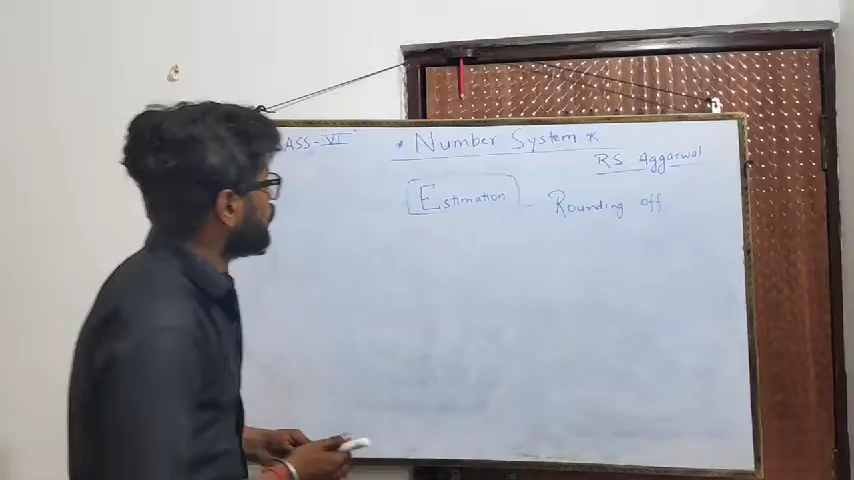 ASS-VI
* Number System *
RS Aggarwal
Estimation - Rounding off